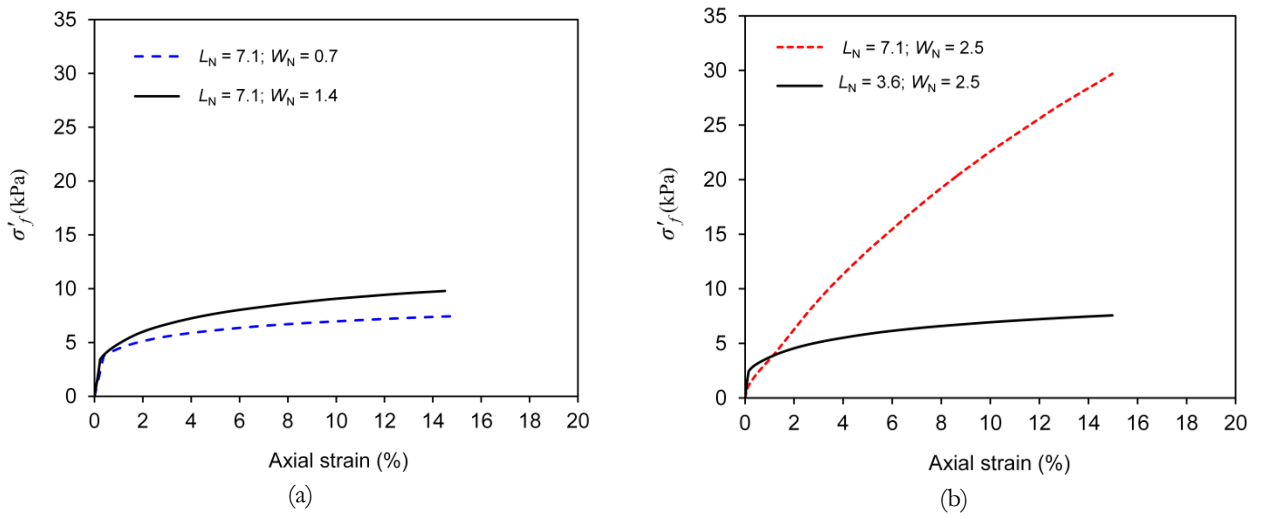 35
30
25
20
15
10
5
0
σ′f (kPa)
LN = 7.1; WN = 0.7
LN = 7.1; WN = 1.4
0 2 4 6 8 10 12 14 16 18 20
Axial strain (%)
(a)
35
30
25
20
15
10
5
0
σ′f (kPa)
LN = 7.1; WN = 2.5
LN = 3.6; WN = 2.5
0 2 4 6 8 10 12 14 16 18 20
Axial strain (%)
(b)